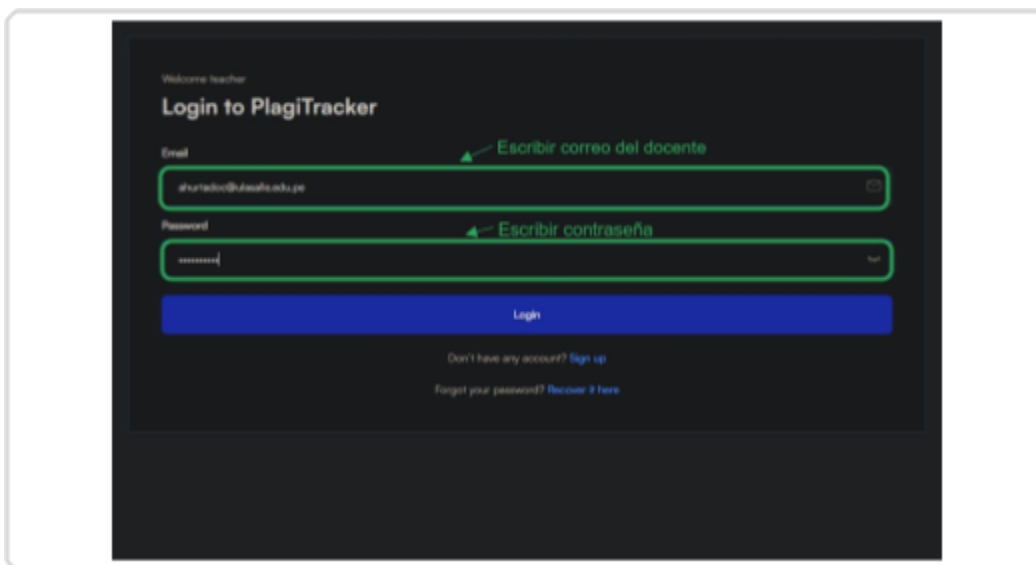 Welcome teacher
Login to PlagiTracker
Email
Escribir correo del docente
ahurtadoc@ulasalle.edu.pe
Password
Escribir contraseña
••••••••••
Login
Don't have any account? Sign up
Forgot your password? Recover it here